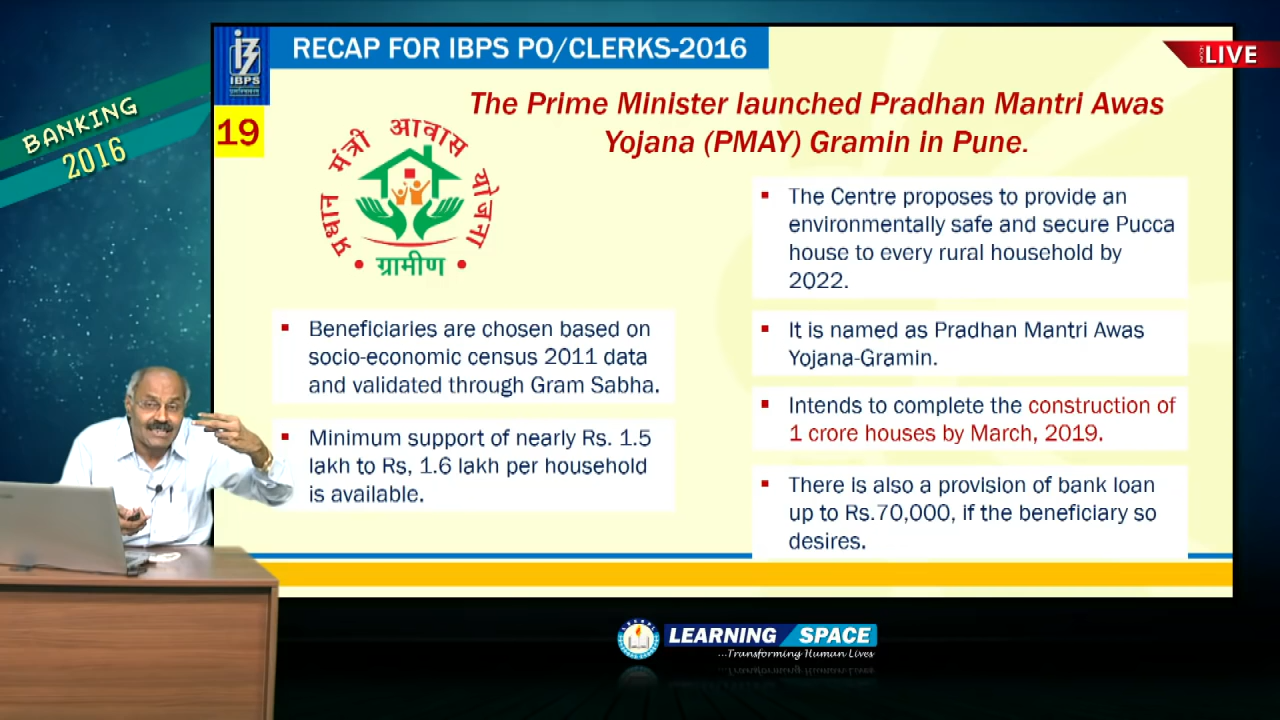 RECAP FOR IBPS PO/CLERKS-2016
IBPS
LIVE
BANKING
2016
19
The Prime Minister launched Pradhan Mantri Awas
Yojana (PMAY) Gramin in Pune.
प्रधान मंत्री आवास योजना
ग्रामीण
▪ Beneficiaries are chosen based on
socio-economic census 2011 data
and validated through Gram Sabha.
▪ Minimum support of nearly Rs. 1.5
lakh to Rs, 1.6 lakh per household
is available.
▪ The Centre proposes to provide an
environmentally safe and secure Pucca
house to every rural household by
2022.
▪ It is named as Pradhan Mantri Awas
Yojana-Gramin.
▪ Intends to complete the construction of
1 crore houses by March, 2019.
▪ There is also a provision of bank loan
up to Rs.70,000, if the beneficiary so
desires.
LEARNING SPACE
...Transforming Human Lives